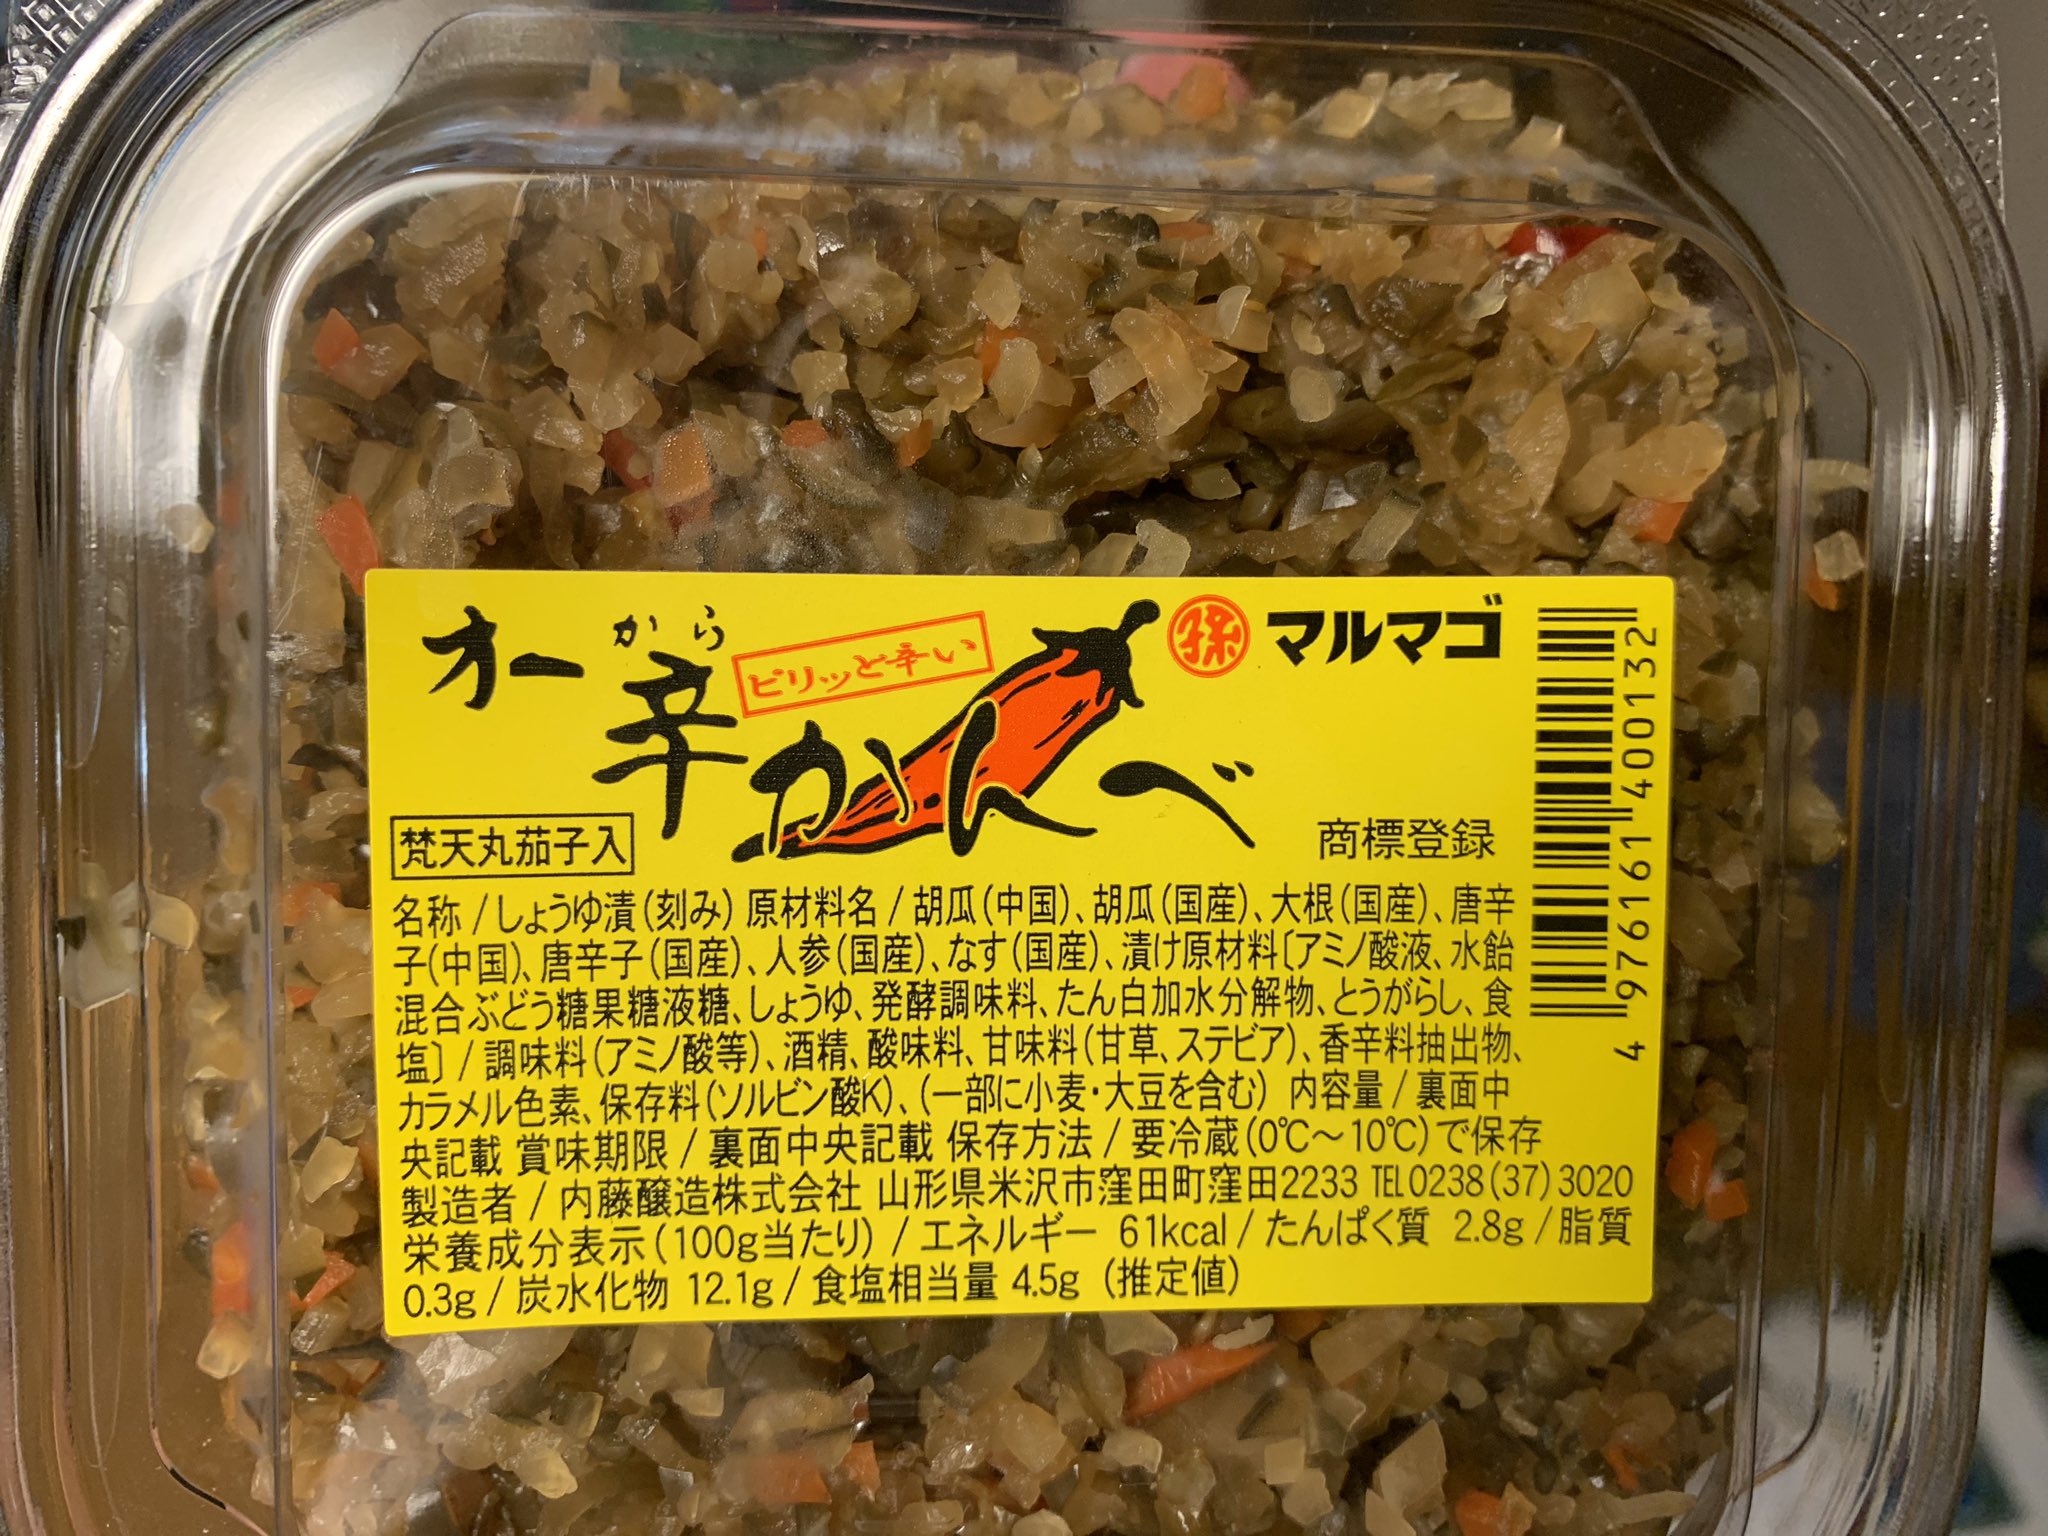 オー辛かんべ
から
ピリッと辛い
孫 マルマゴ
梵天丸茄子入
商標登録
名称/しょうゆ漬(刻み) 原材料名/胡瓜(中国)、胡瓜(国産)、大根(国産)、唐辛
子(中国)、唐辛子(国産)、人参(国産)、なす(国産)、漬け原材料〔アミノ酸液、水飴
混合ぶどう糖果糖液糖、しょうゆ、発酵調味料、たん白加水分解物、とうがらし、食
塩〕/調味料(アミノ酸等)、酒精、酸味料、甘味料(甘草、ステビア)、香辛料抽出物、
カラメル色素、保存料(ソルビン酸K)、(一部に小麦・大豆を含む) 内容量/裏面中
央記載 賞味期限/裏面中央記載 保存方法/要冷蔵(0℃〜10℃)で保存
製造者/内藤醸造株式会社 山形県米沢市窪田町窪田2233 TEL0238(37)3020
栄養成分表示(100g当たり)/エネルギー 61kcal/たんぱく質 2.8g/脂質
0.3g/炭水化物 12.1g/食塩相当量 4.5g (推定値)
4976161400132